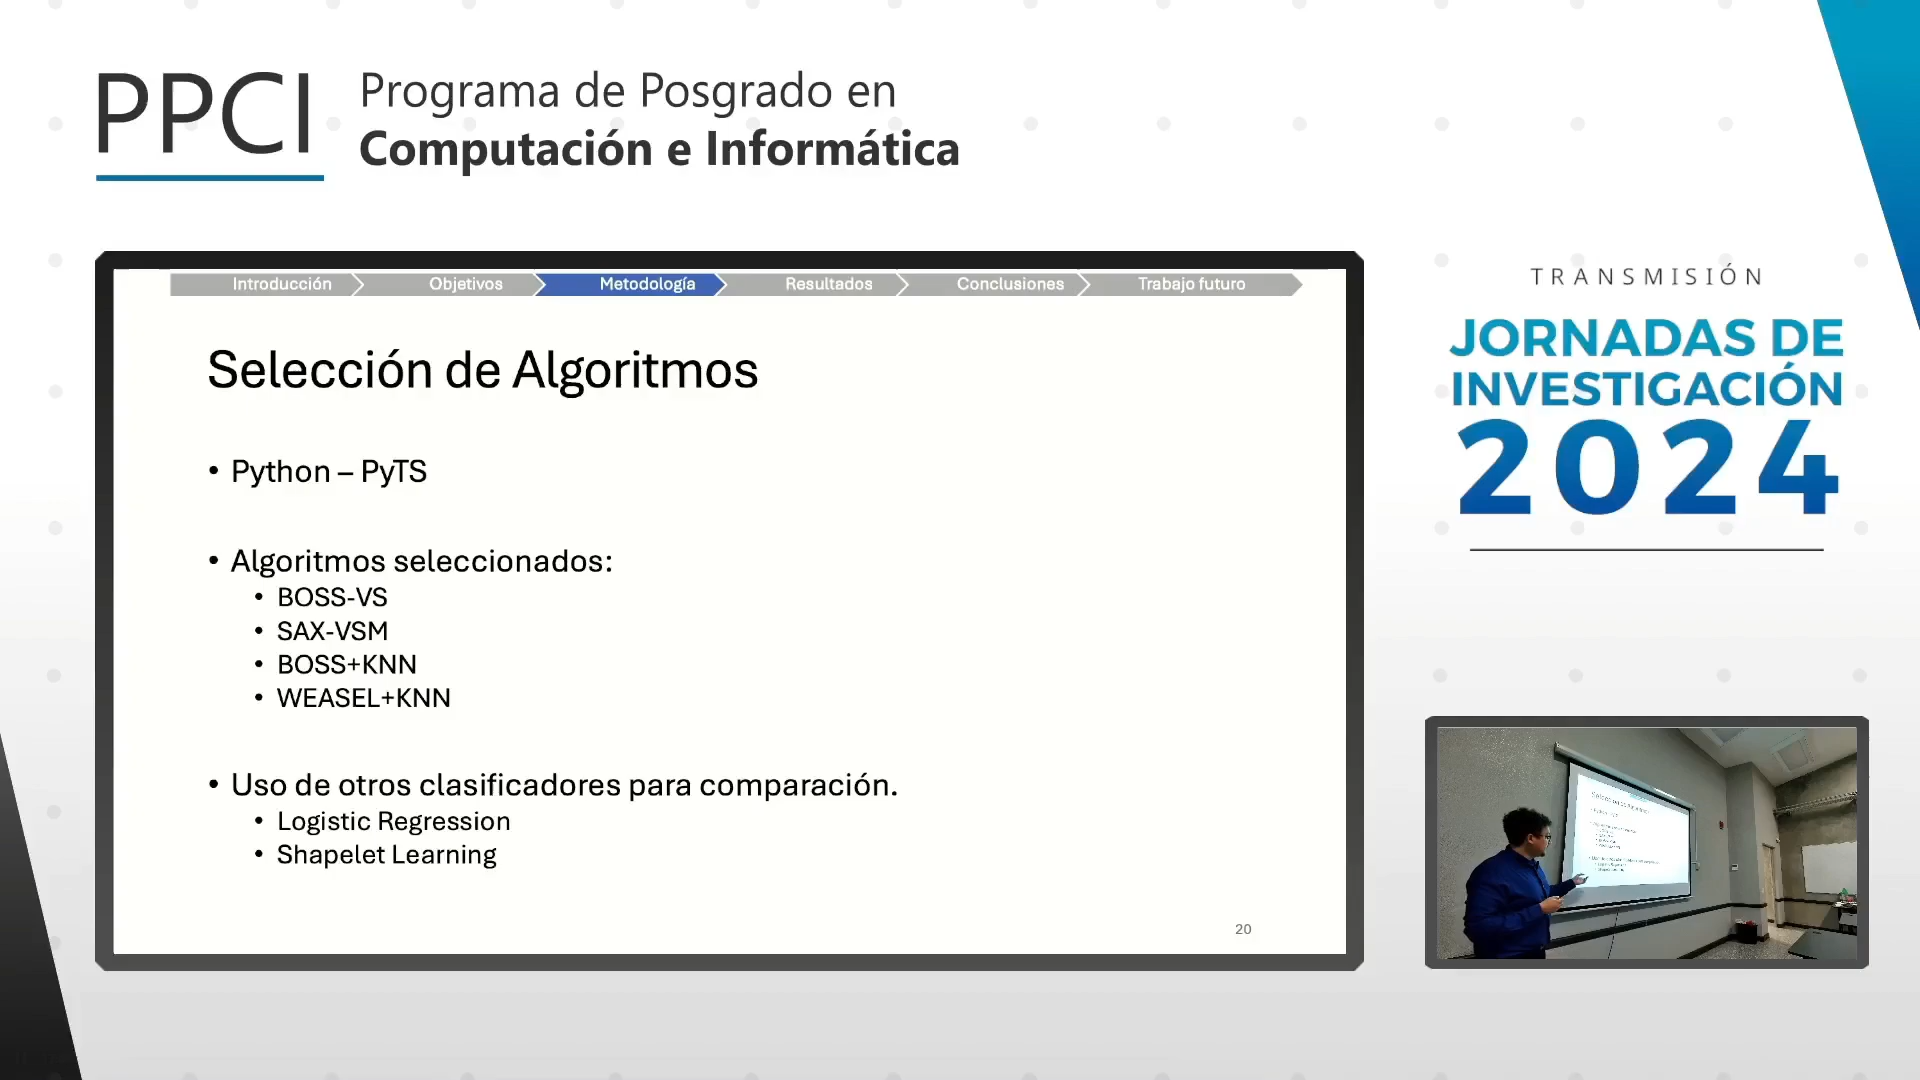 PPCI
Programa de Posgrado en
Computación e Informática
Introducción
Objetivos
Metodología
Resultados
Conclusiones
Trabajo futuro
Selección de Algoritmos
• Python – PyTS
• Algoritmos seleccionados:
• BOSS-VS
• SAX-VSM
• BOSS+KNN
• WEASEL+KNN
• Uso de otros clasificadores para comparación.
• Logistic Regression
• Shapelet Learning
20
TRANSMISIÓN
JORNADAS DE
INVESTIGACIÓN
2024